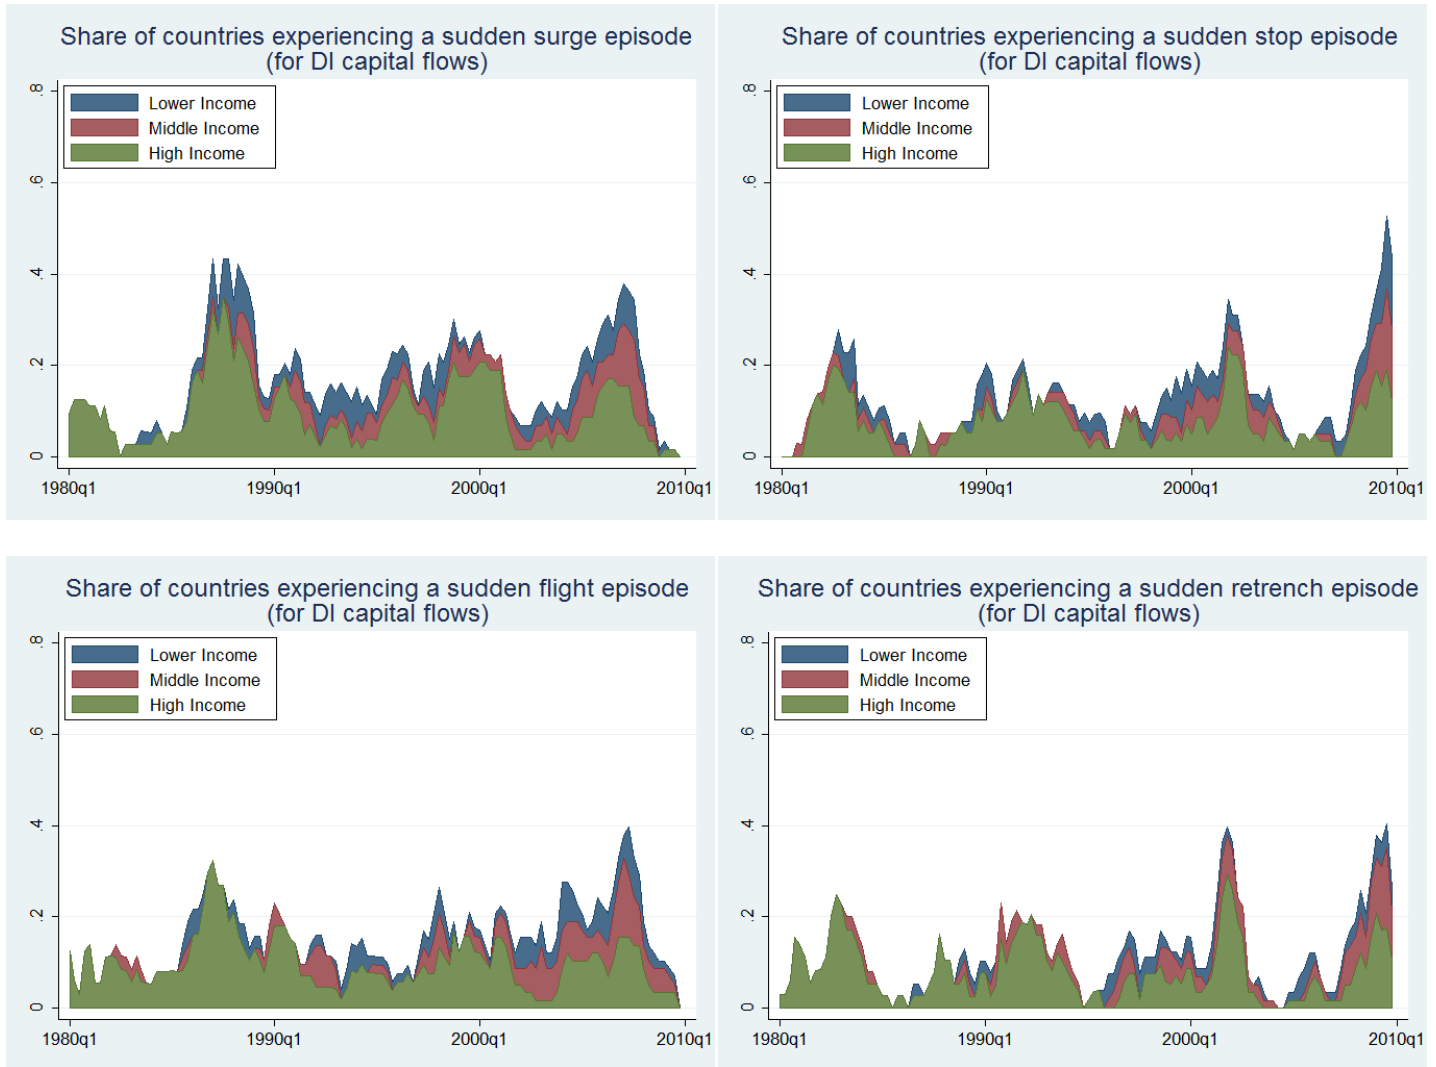 Share of countries experiencing a sudden surge episode
(for DI capital flows)
.8
.6
.4
.2
0
Lower Income
Middle Income
High Income
1980q1 1990q1 2000q1 2010q1
Share of countries experiencing a sudden stop episode
(for DI capital flows)
.8
.6
.4
.2
0
Lower Income
Middle Income
High Income
1980q1 1990q1 2000q1 2010q1
Share of countries experiencing a sudden flight episode
(for DI capital flows)
.8
.6
.4
.2
0
Lower Income
Middle Income
High Income
1980q1 1990q1 2000q1 2010q1
Share of countries experiencing a sudden retrench episode
(for DI capital flows)
.8
.6
.4
.2
0
Lower Income
Middle Income
High Income
1980q1 1990q1 2000q1 2010q1